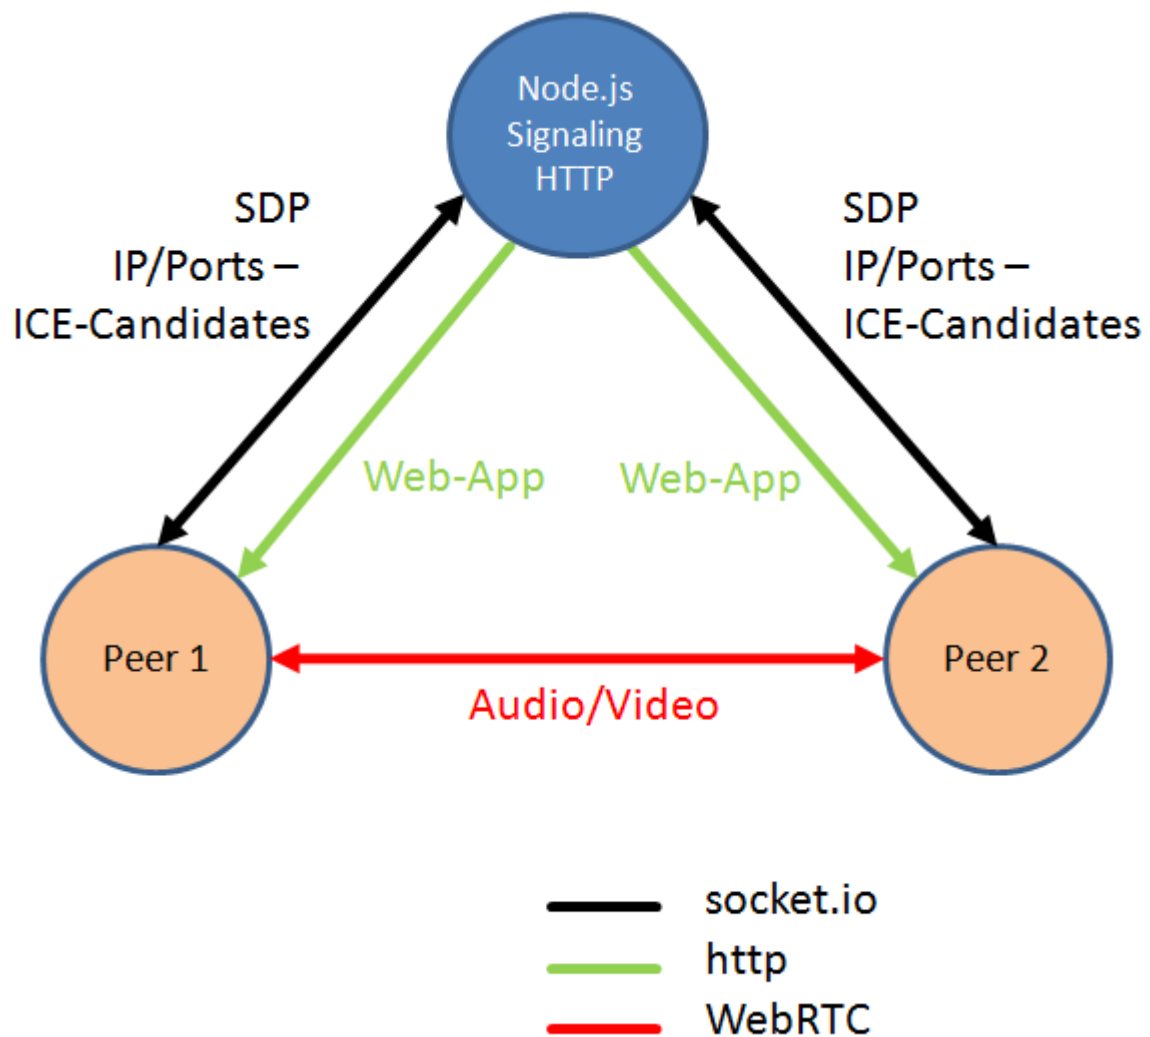 Node.js
Signaling
HTTP
SDP
IP/Ports –
ICE-Candidates
SDP
IP/Ports –
ICE-Candidates
Web-App
Web-App
Peer 1
Peer 2
Audio/Video
socket.io
http
WebRTC